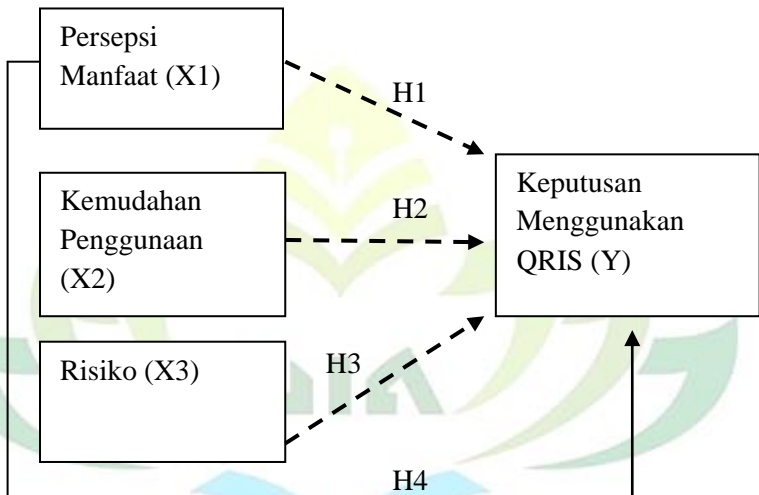 Persepsi
Manfaat (X1)
H1
Kemudahan
Penggunaan
(X2)
H2
Keputusan
Menggunakan
QRIS (Y)
Risiko (X3)
H3
H4